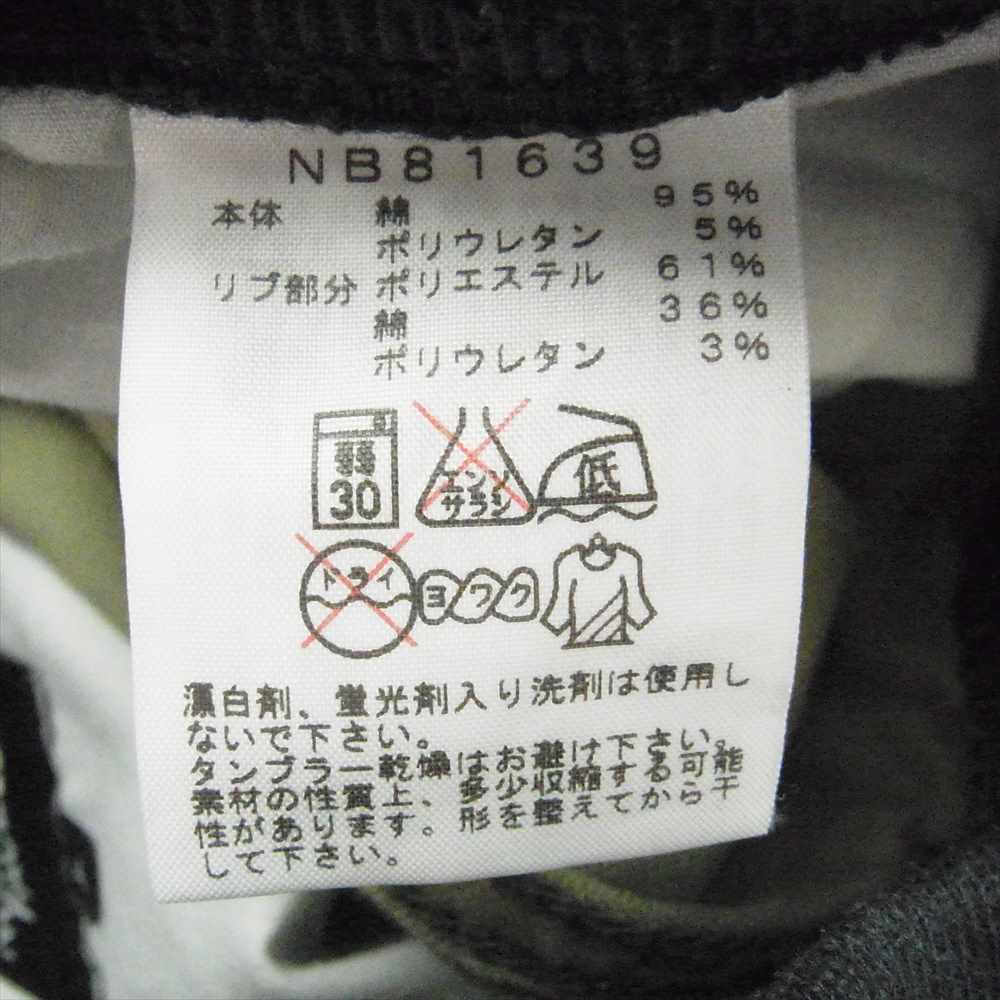 NB81639
本体 綿 95%
ポリウレタン 5%
リブ部分 ポリエステル 61%
綿 36%
ポリウレタン 3%
弱
30
エンソ
サラシ
低
ドライ
ヨワク
漂白剤、蛍光剤入り洗剤は使用し
ないで下さい。
タンブラー乾燥はお避け下さい。
素材の性質上、多少収縮する可能
性があります。形を整えてから干
して下さい。